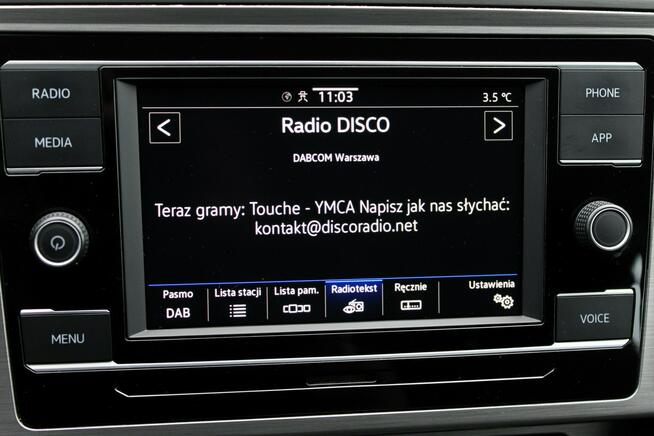 RADIO
MEDIA
MENU
11:03
3.5 °C
Radio DISCO
DABCOM Warszawa
Teraz gramy: Touche - YMCA Napisz jak nas słychać:
kontakt@discoradio.net
Pasmo
DAB
Lista stacji
Lista pam.
Radiotekst
Ręcznie
Ustawienia
PHONE
APP
VOICE